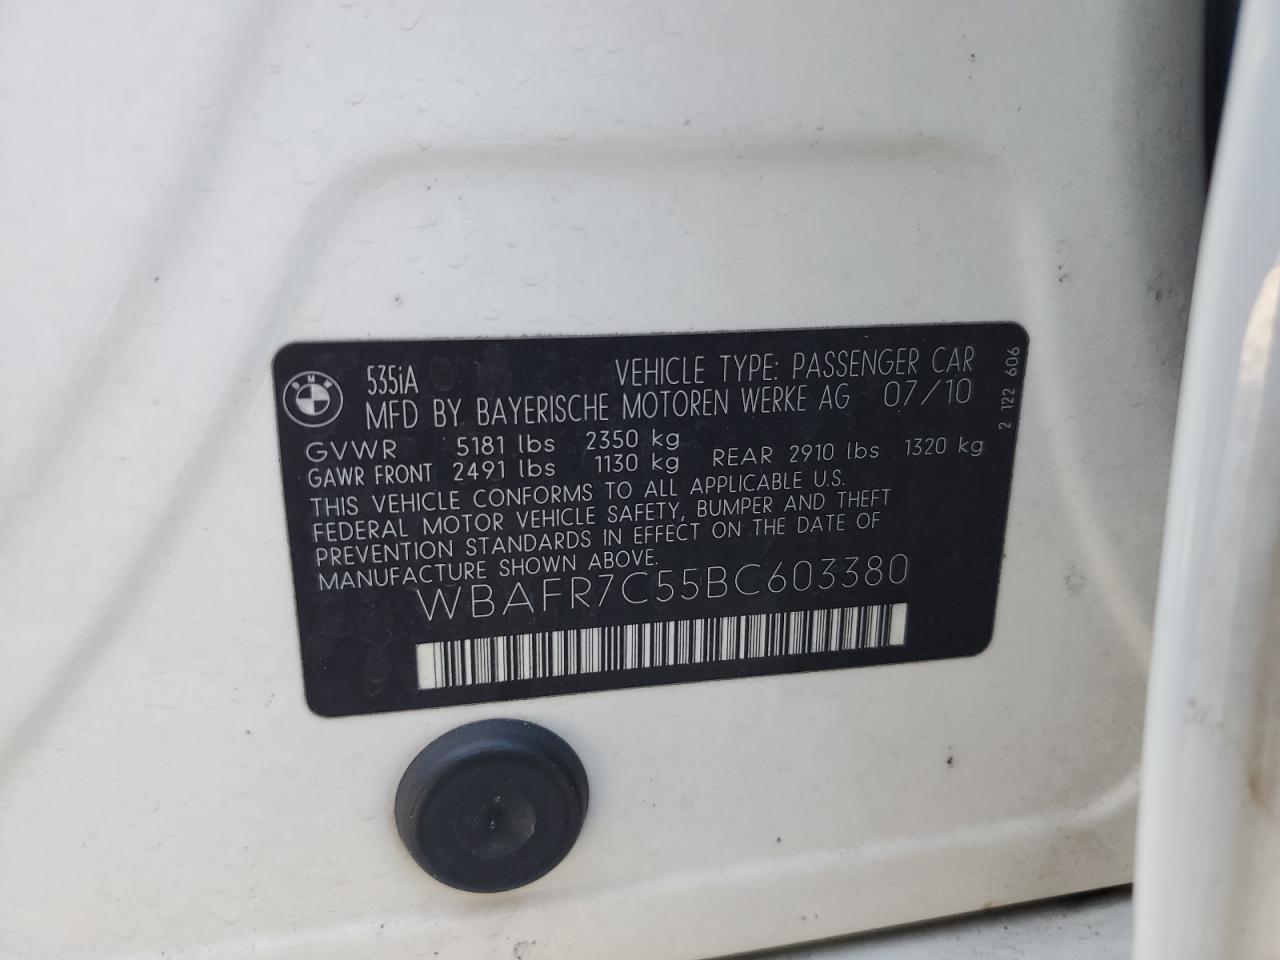 BMW
535iA
VEHICLE TYPE: PASSENGER CAR
MFD BY BAYERISCHE MOTOREN WERKE AG 07/10
GVWR 5181 lbs 2350 kg
GAWR FRONT 2491 lbs 1130 kg REAR 2910 lbs 1320 kg
THIS VEHICLE CONFORMS TO ALL APPLICABLE U.S.
FEDERAL MOTOR VEHICLE SAFETY, BUMPER AND THEFT
PREVENTION STANDARDS IN EFFECT ON THE DATE OF
MANUFACTURE SHOWN ABOVE.
WBAFR7C55BC603380
2 122 606